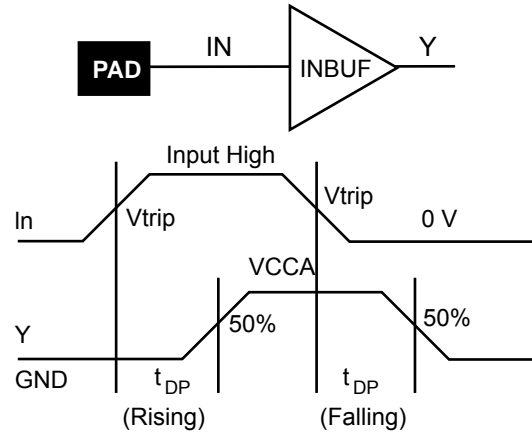 PAD
IN
INBUF
Y
Input High
In
Vtrip
Vtrip
0 V
VCCA
Y
50%
50%
GND
tDP
tDP
(Rising)
(Falling)